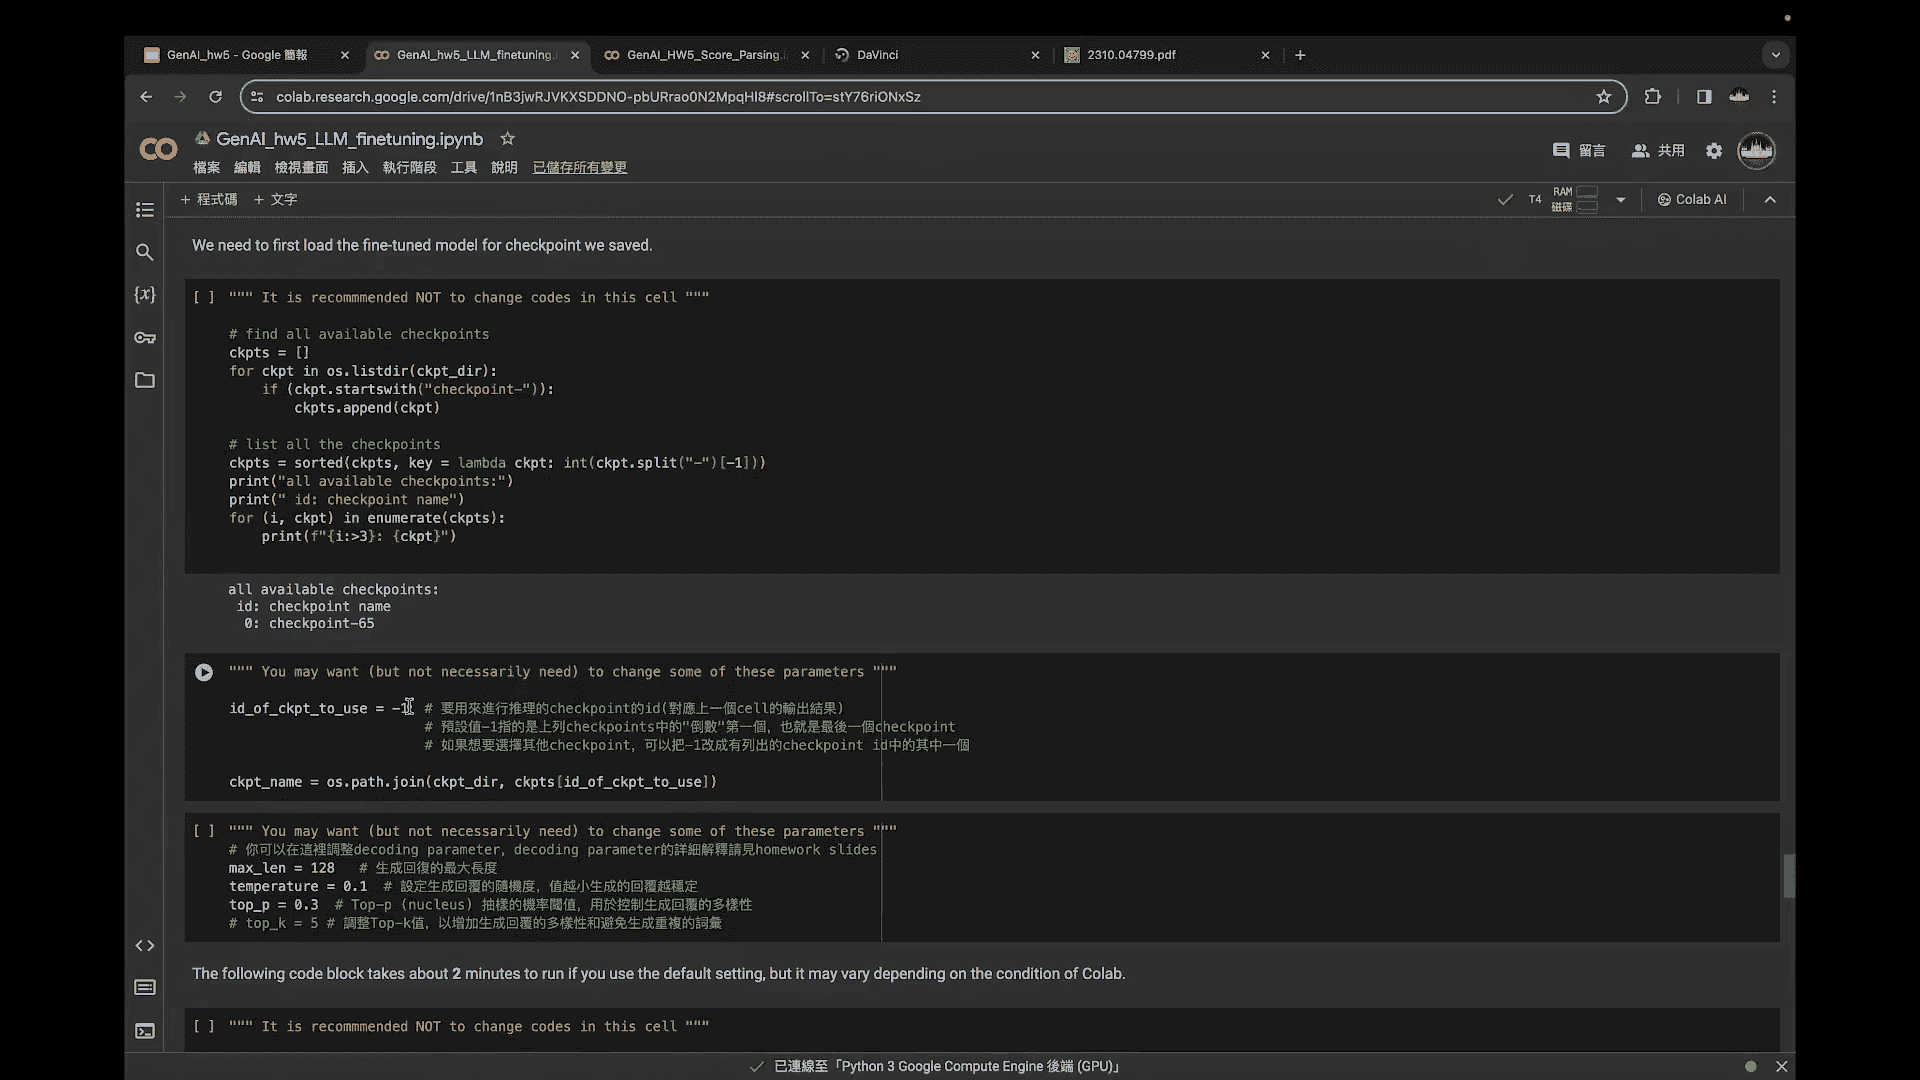 GenAI_hw5 - Google 簡報
GenAI_hw5_LLM_finetuning.
GenAI_HW5_Score_Parsing.
DaVinci
2310.04799.pdf
colab.research.google.com/drive/1nB3jwRJVKXSDDNO-pbURrao0N2MpqHI8#scrollTo=stY76riONxSz
GenAI_hw5_LLM_finetuning.ipynb
檔案 編輯 檢視畫面 插入 執行階段 工具 說明 已儲存所有變更
留言 共用
+ 程式碼 + 文字
T4 RAM 磁碟 Colab AI
We need to first load the fine-tuned model for checkpoint we saved.
[ ] """ It is recommmended NOT to change codes in this cell """
# find all available checkpoints
ckpts = []
for ckpt in os.listdir(ckpt_dir):
if (ckpt.startswith("checkpoint-")):
ckpts.append(ckpt)
# list all the checkpoints
ckpts = sorted(ckpts, key = lambda ckpt: int(ckpt.split("-")[-1]))
print("all available checkpoints:")
print(" id: checkpoint name")
for (i, ckpt) in enumerate(ckpts):
print(f"{i:>3}: {ckpt}")
all available checkpoints:
id: checkpoint name
0: checkpoint-65
""" You may want (but not necessarily need) to change some of these parameters """
id_of_ckpt_to_use = -1 # 要用來進行推理的checkpoint的id(對應上一個cell的輸出結果)
# 預設值-1指的是上列checkpoints中的"倒數"第一個，也就是最後一個checkpoint
# 如果想要選擇其他checkpoint，可以把-1改成有列出的checkpoint id中的其中一個
ckpt_name = os.path.join(ckpt_dir, ckpts[id_of_ckpt_to_use])
[ ] """ You may want (but not necessarily need) to change some of these parameters """
# 你可以在這裡調整decoding parameter，decoding parameter的詳細解釋請見homework slides
max_len = 128 # 生成回復的最大長度
temperature = 0.1 # 設定生成回覆的隨機度，值越小生成的回覆越穩定
top_p = 0.3 # Top-p (nucleus) 抽樣的機率閾值，用於控制生成回覆的多樣性
# top_k = 5 # 調整Top-k值，以增加生成回覆的多樣性和避免生成重複的詞彙
The following code block takes about 2 minutes to run if you use the default setting, but it may vary depending on the condition of Colab.
[ ] """ It is recommmended NOT to change codes in this cell """
已連線至「Python 3 Google Compute Engine 後端 (GPU)」